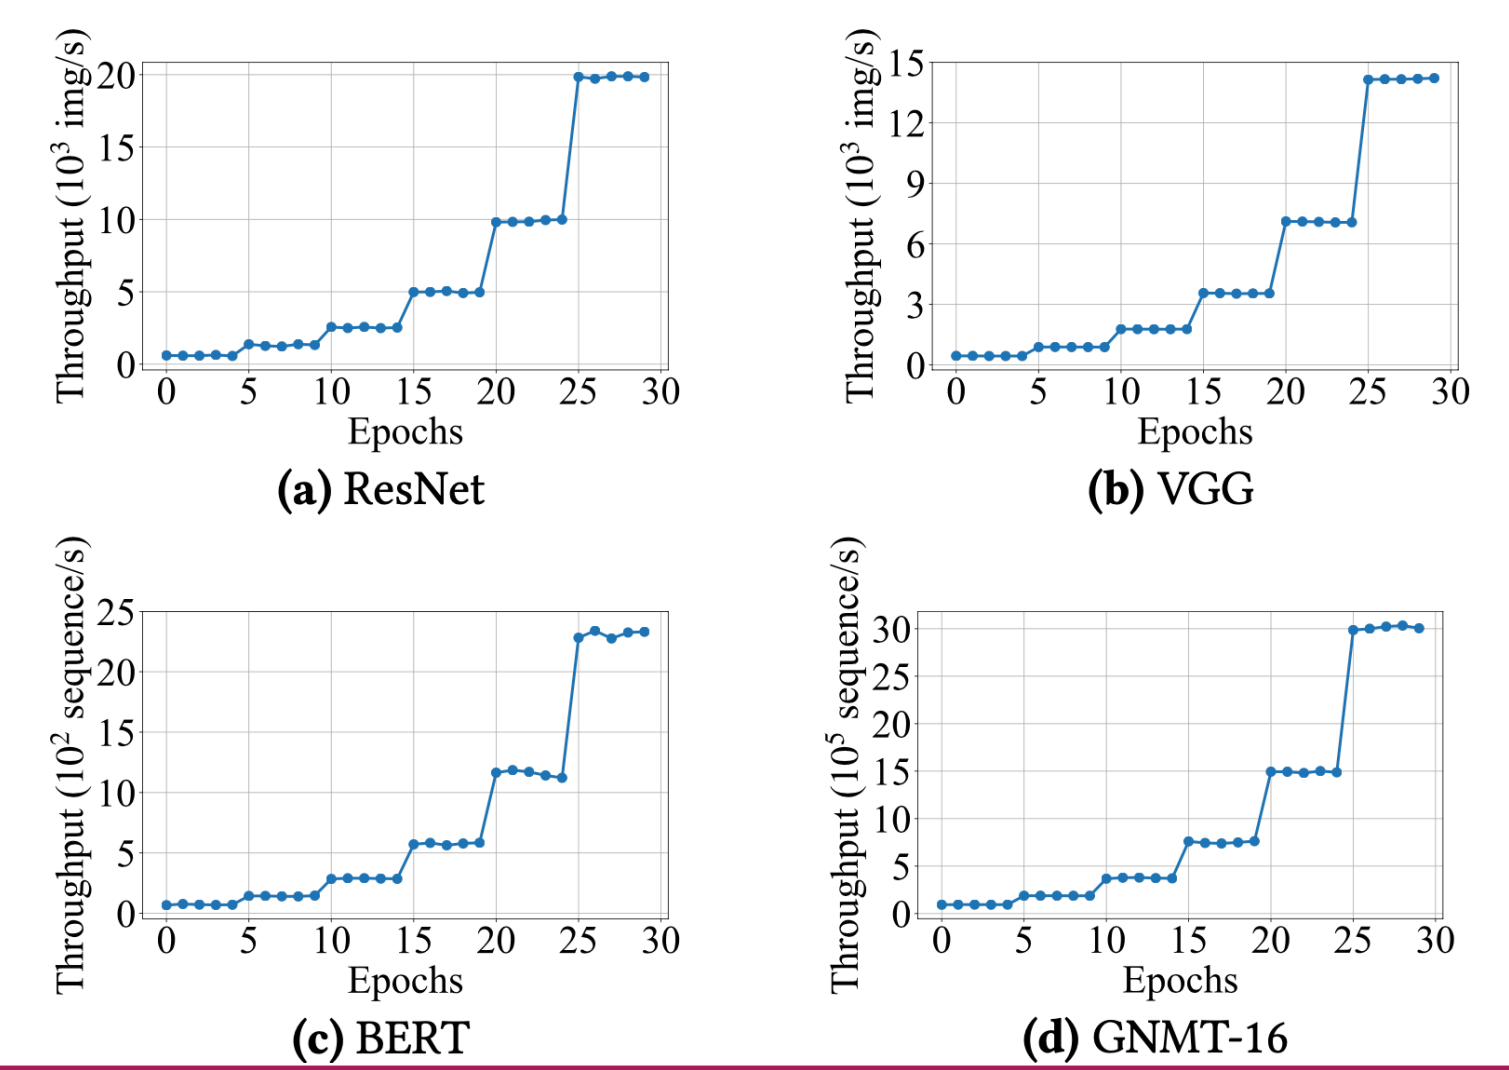 Throughput (10³ img/s)
20
15
10
5
0
0 5 10 15 20 25 30
Epochs
(a) ResNet
Throughput (10³ img/s)
15
12
9
6
3
0
0 5 10 15 20 25 30
Epochs
(b) VGG
Throughput (10² sequence/s)
25
20
15
10
5
0
0 5 10 15 20 25 30
Epochs
(c) BERT
Throughput (10⁵ sequence/s)
30
25
20
15
10
5
0
0 5 10 15 20 25 30
Epochs
(d) GNMT-16